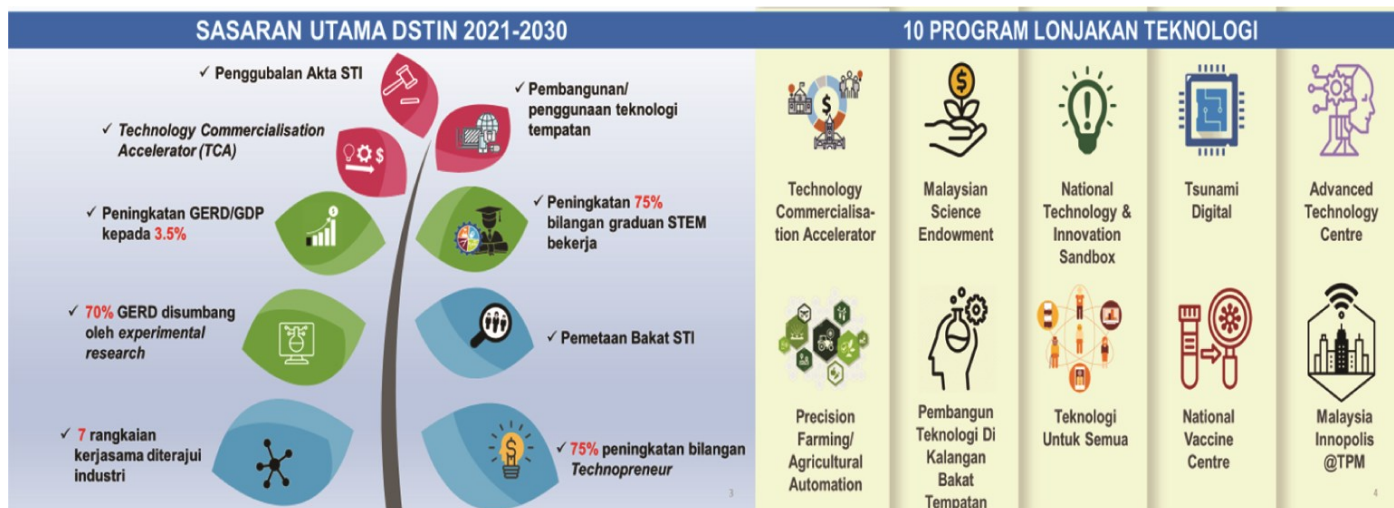 SASARAN UTAMA DSTIN 2021-2030
✓ Penggubalan Akta STI
✓ Technology Commercialisation
Accelerator (TCA)
✓ Peningkatan GERD/GDP
kepada 3.5%
✓ 70% GERD disumbang
oleh experimental
research
✓ 7 rangkaian
kerjasama diterajui
industri
✓ Pembangunan/
penggunaan teknologi
tempatan
✓ Peningkatan 75%
bilangan graduan STEM
bekerja
✓ Pemetaan Bakat STI
✓ 75% peningkatan bilangan
Technopreneur
3
10 PROGRAM LONJAKAN TEKNOLOGI
Technology
Commercialisa-
tion Accelerator
Malaysian
Science
Endowment
National
Technology &
Innovation
Sandbox
Tsunami
Digital
Advanced
Technology
Centre
Precision
Farming/
Agricultural
Automation
Pembangun
Teknologi Di
Kalangan
Bakat
Tempatan
Teknologi
Untuk Semua
National
Vaccine
Centre
Malaysia
Innopolis
@TPM
4